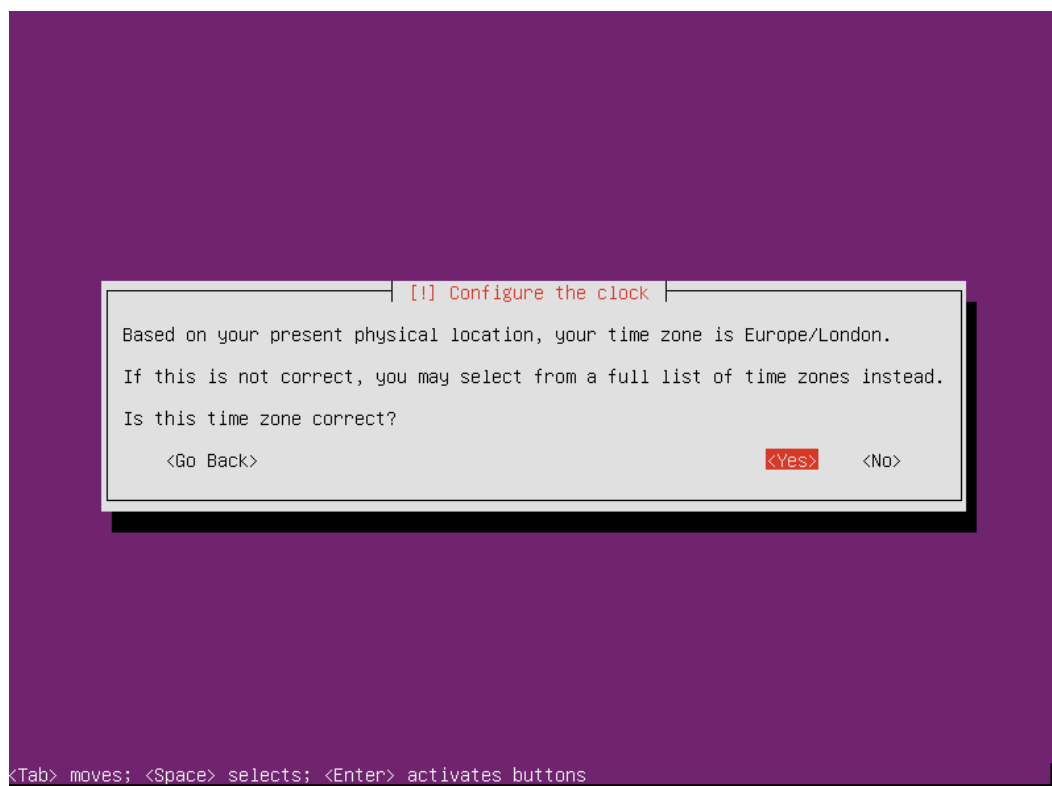 [!] Configure the clock
Based on your present physical location, your time zone is Europe/London.
If this is not correct, you may select from a full list of time zones instead.
Is this time zone correct?
<Go Back> <Yes> <No>
<Tab> moves; <Space> selects; <Enter> activates buttons